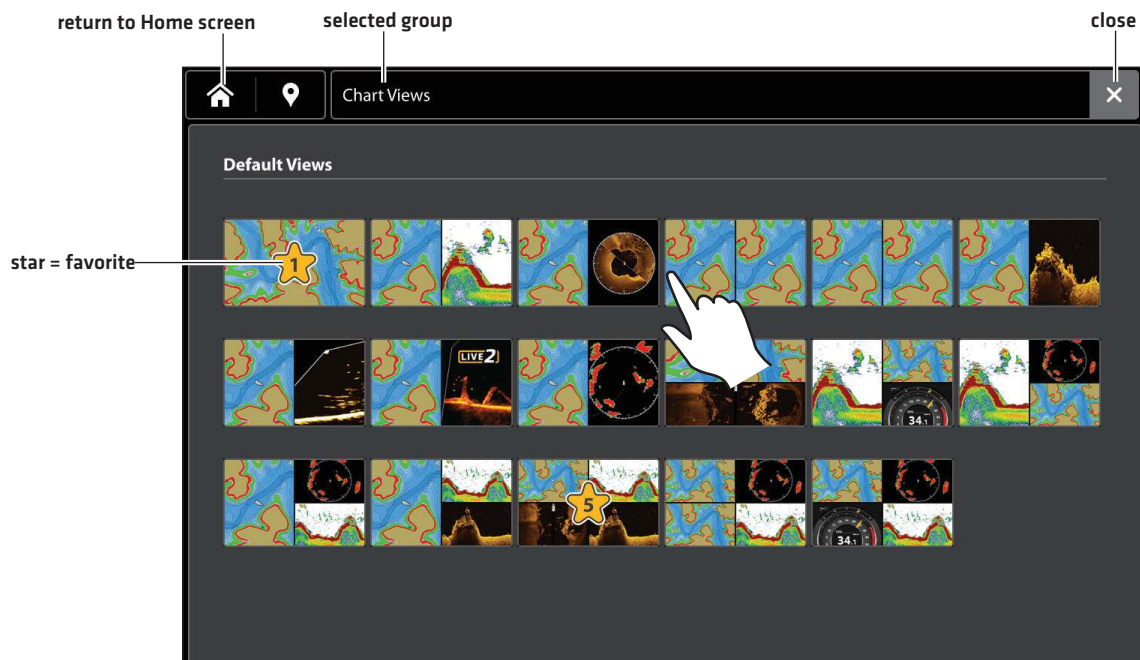 return to Home screen
selected group
close
Chart Views
Default Views
star = favorite
1
LIVE 2
34.1
5
34.1